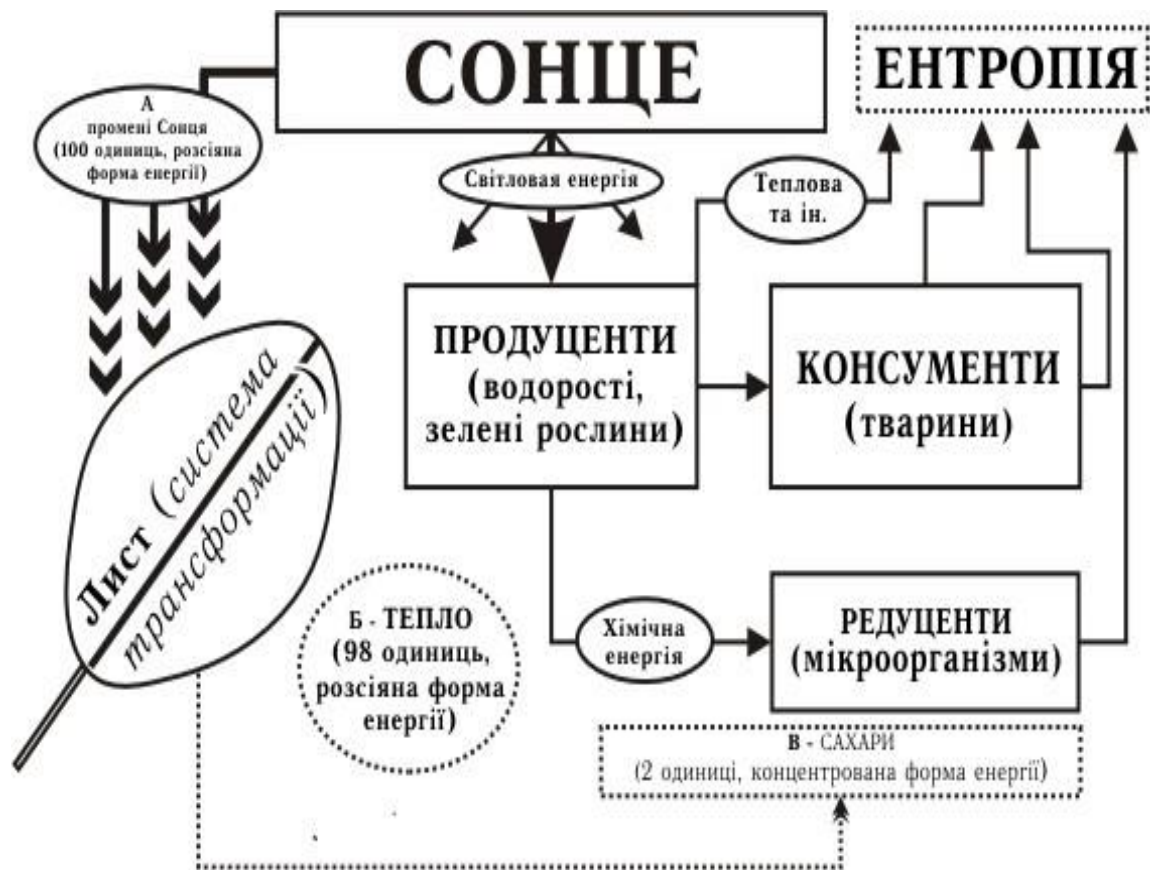 СОНЦЕ
ЕНТРОПІЯ
А
промені Сонця
(100 одиниць, розсіяна
форма енергії)
Світловая енергія
Теплова
та ін.
ПРОДУЦЕНТИ
(водорості,
зелені рослини)
КОНСУМЕНТИ
(тварини)
Лист (система
трансформації)
Б - ТЕПЛО
(98 одиниць,
розсіяна форма
енергії)
Хімічна
енергія
РЕДУЦЕНТИ
(мікроорганізми)
В - САХАРИ
(2 одиниці, концентрована форма енергії)